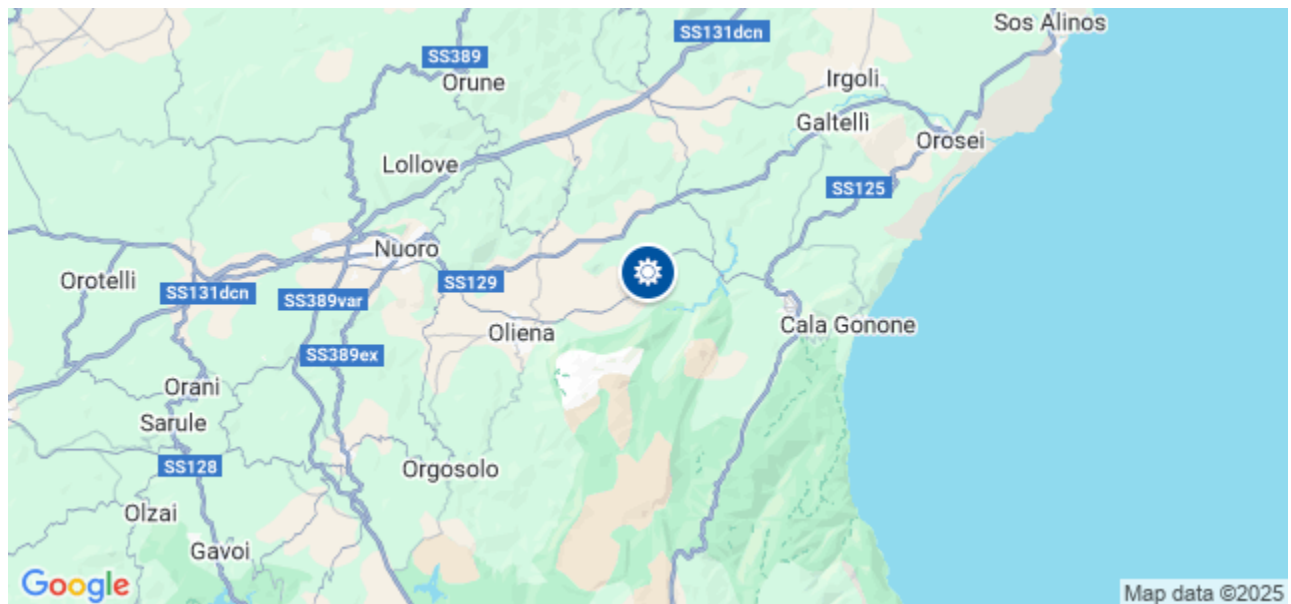 Sos Alinos
SS131dcn
SS389
Orune
Irgoli
Galtellì
Orosei
Lollove
SS125
Nuoro
Orotelli
SS129
SS131dcn
SS389var
Cala Gonone
Oliena
SS389ex
Orani
Sarule
SS128
Orgosolo
Olzai
Gavoi
Google
Map data ©2025